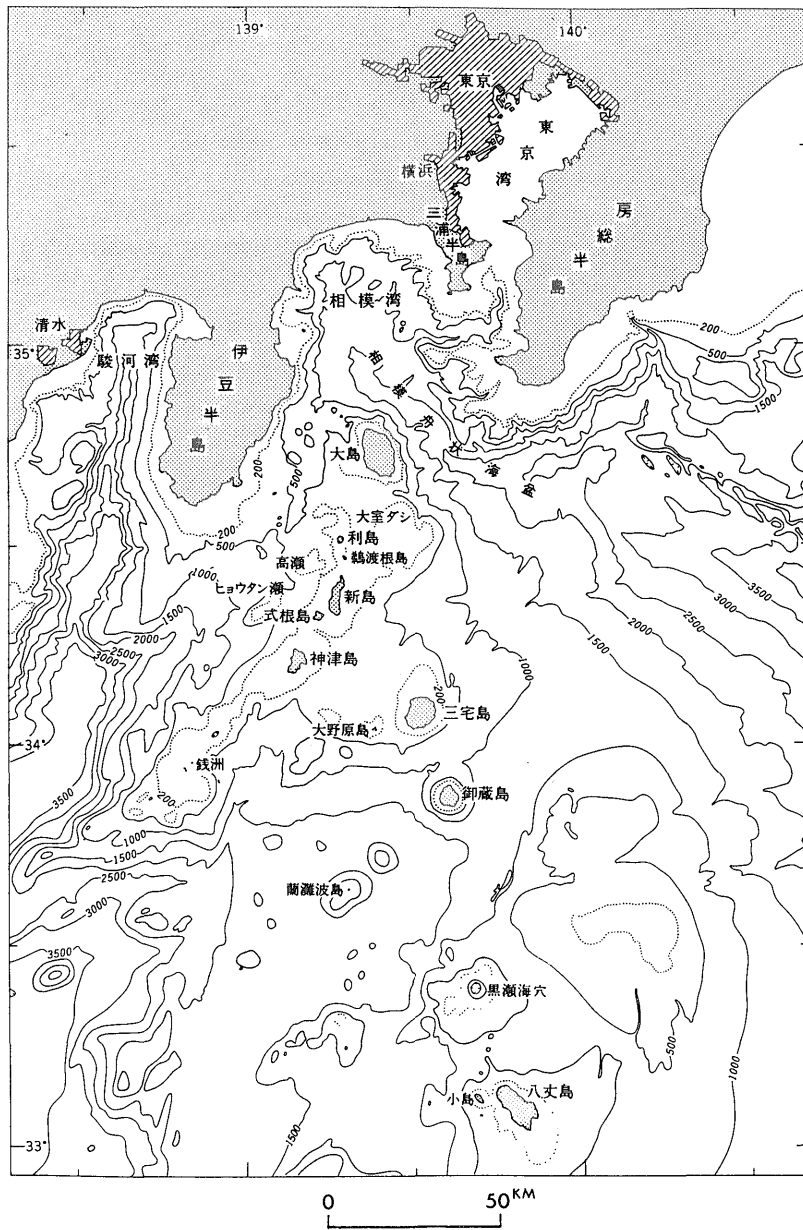 139°
140°
東京
東京湾
横浜
三浦半島
房総半島
相模湾
清水
35°
駿河湾
伊豆半島
200
500
1000
1500
相模舟状海盆
大島
200
500
200
500
1000
1500
2000
2500
3000
大室ダシ
利島
鵜渡根島
高瀬
ヒョウタン瀬
新島
式根島
神津島
3500
3000
2500
2000
1500
1000
200
三宅島
大野原島
34°
銭洲
3500
200
御蔵島
1000
1500
2500
3000
藺灘波島
3500
黒瀬海穴
500
1000
八丈島
小島
1500
33°
0 50KM